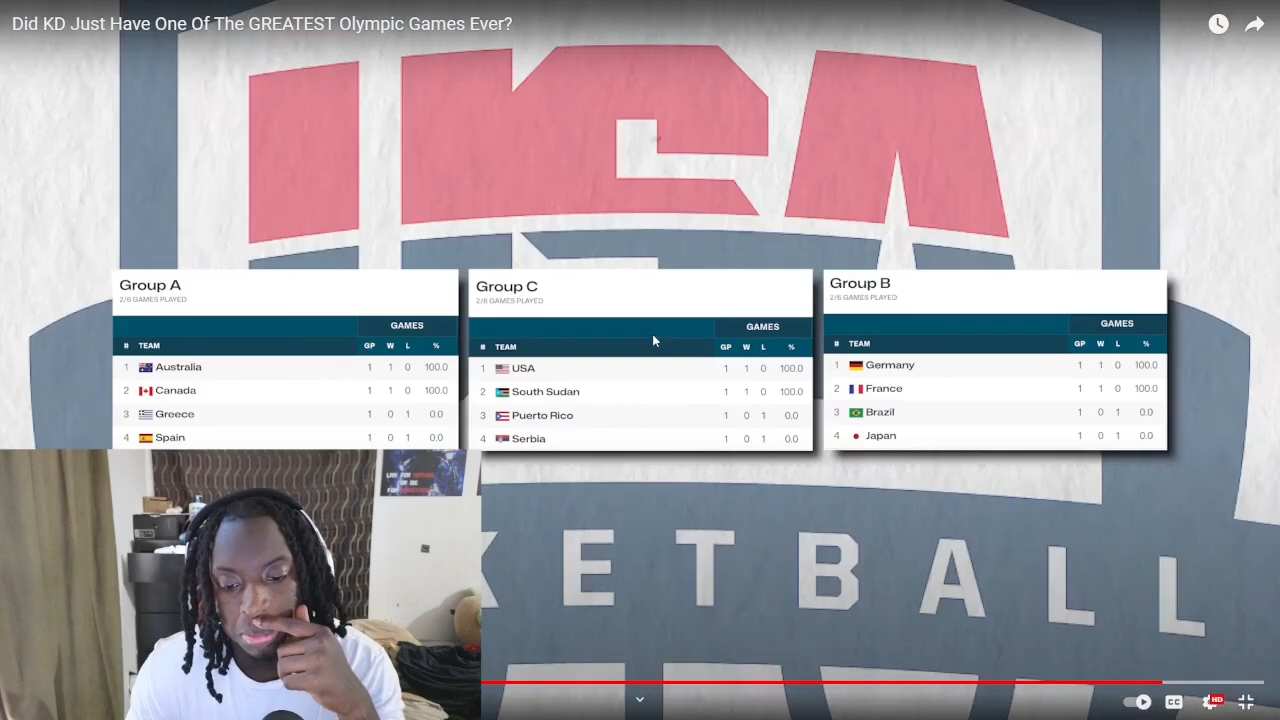 Did KD Just Have One Of The GREATEST Olympic Games Ever?
USA
Group A
2/6 GAMES PLAYED
GAMES
# TEAM GP W L %
1 Australia 1 1 0 100.0
2 Canada 1 1 0 100.0
3 Greece 1 0 1 0.0
4 Spain 1 0 1 0.0
Group C
2/6 GAMES PLAYED
GAMES
# TEAM GP W L %
1 USA 1 1 0 100.0
2 South Sudan 1 1 0 100.0
3 Puerto Rico 1 0 1 0.0
4 Serbia 1 0 1 0.0
Group B
2/6 GAMES PLAYED
GAMES
# TEAM GP W L %
1 Germany 1 1 0 100.0
2 France 1 1 0 100.0
3 Brazil 1 0 1 0.0
4 Japan 1 0 1 0.0
KETBALL
CC
HD